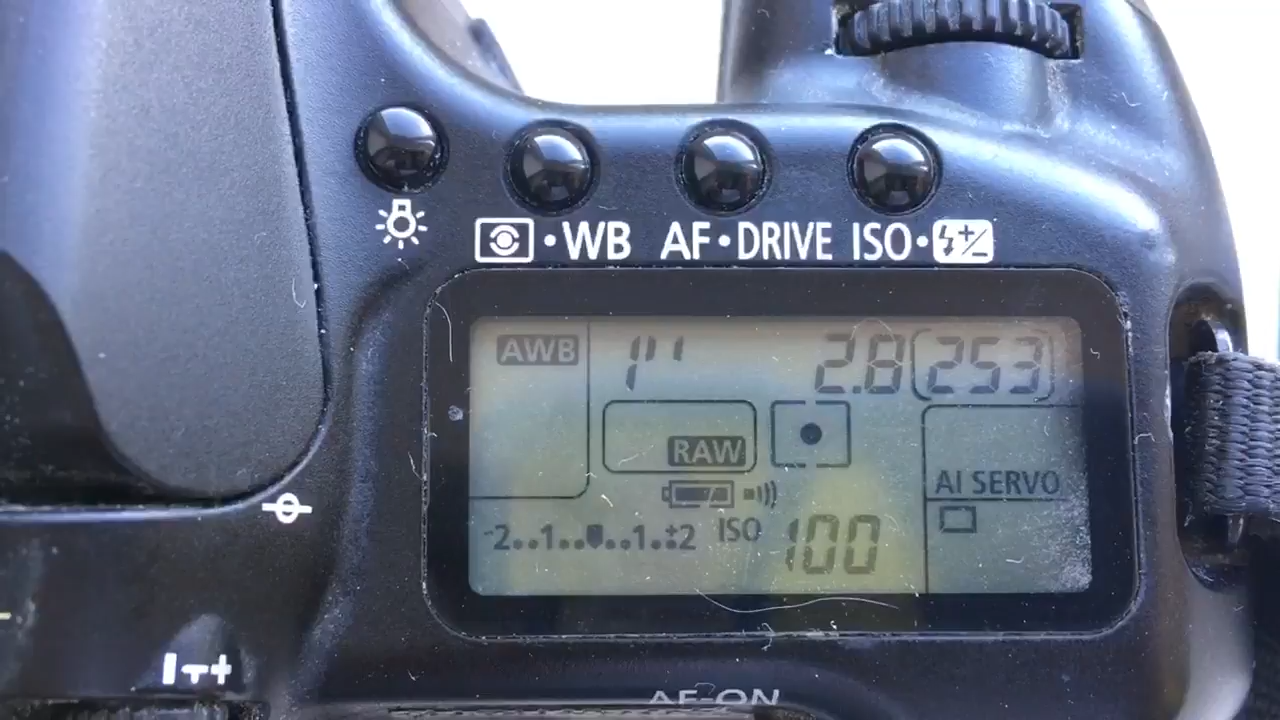 WB AF•DRIVE ISO•
AWB 1" 2.8 [253]
RAW
AI SERVO
-2..1..▮..1..+2 ISO 100
AF-ON